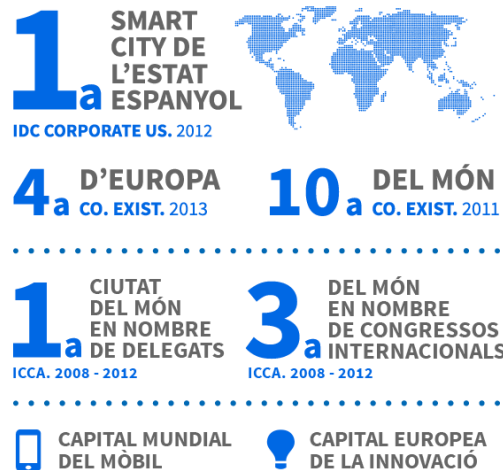 1a SMART
CITY DE
L'ESTAT
ESPANYOL
IDC CORPORATE US. 2012
4a D'EUROPA
CO. EXIST. 2013
10a DEL MÓN
CO. EXIST. 2011
1a CIUTAT
DEL MÓN
EN NOMBRE
DE DELEGATS
ICCA. 2008 - 2012
3a DEL MÓN
EN NOMBRE
DE CONGRESSOS
INTERNACIONALS
ICCA. 2008 - 2012
CAPITAL MUNDIAL
DEL MÒBIL
CAPITAL EUROPEA
DE LA INNOVACIÓ